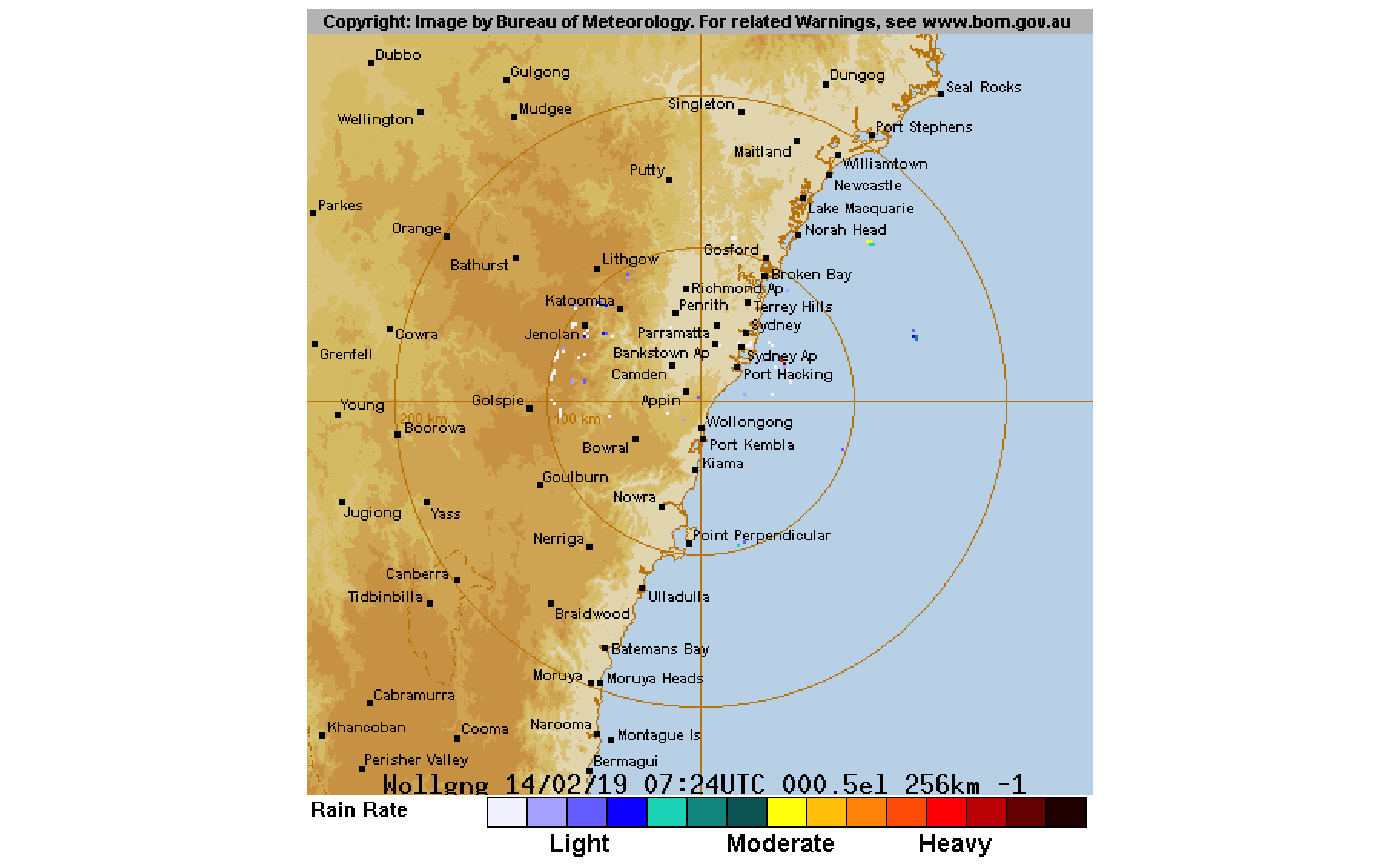 Copyright: Image by Bureau of Meteorology. For related Warnings, see www.bom.gov.au
Dubbo
Gulgong
Dungog
Seal Rocks
Singleton
Mudgee
Wellington
Port Stephens
Maitland
Williamtown
Putty
Newcastle
Parkes
Lake Macquarie
Orange
Norah Head
Gosford
Lithgow
Bathurst
Broken Bay
Richmond Ap
Katoomba
Penrith
Terrey Hills
Sydney
Cowra
Jenolan
Parramatta
Grenfell
Bankstown Ap
Sydney Ap
Camden
Port Hacking
Golspie
Appin
Young
200 km
100 km
Wollongong
Boorowa
Bowral
Port Kembla
Kiama
Goulburn
Nowra
Jugiong
Yass
Nerriga
Point Perpendicular
Canberra
Tidbinbilla
Ulladulla
Braidwood
Batemans Bay
Moruya
Moruya Heads
Cabramurra
Khancoban
Cooma
Narooma
Montague Is
Perisher Valley
Bermagui
Wollgng 14/02/19 07:24UTC 000.5el 256km -1
Rain Rate
Light
Moderate
Heavy